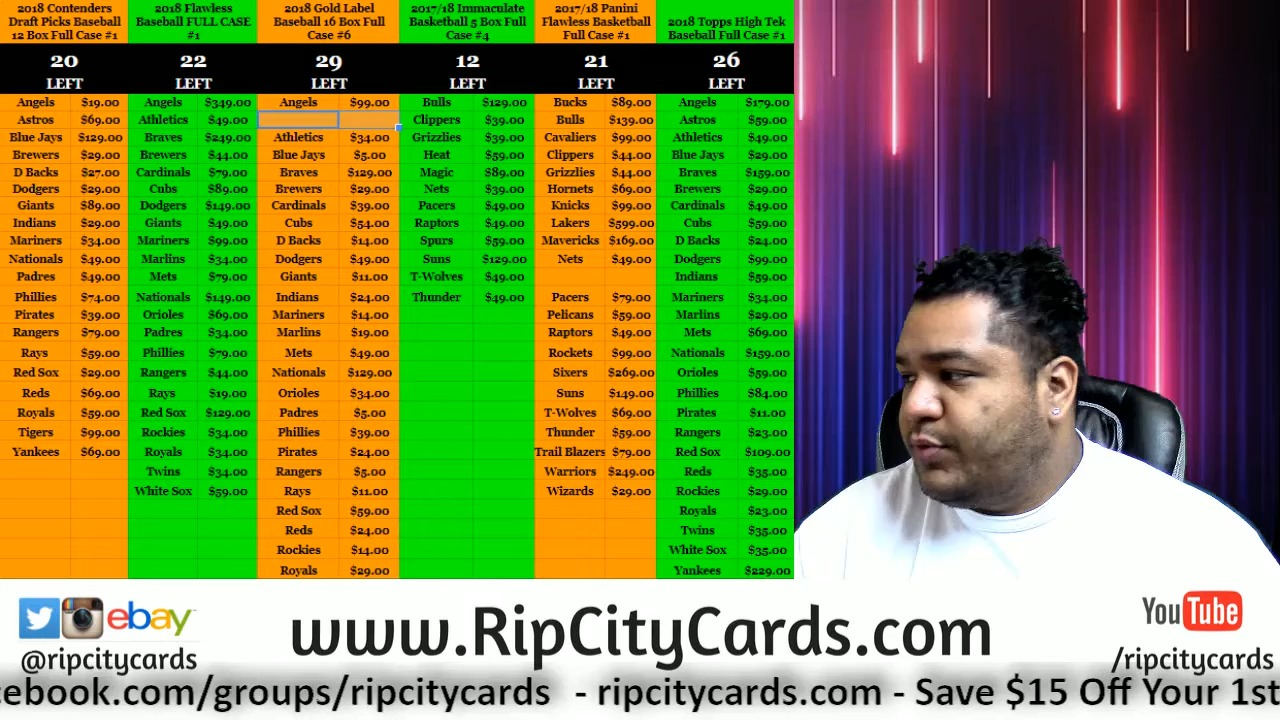 2018 Contenders
Draft Picks Baseball
12 Box Full Case #1
20
LEFT
Angels $19.00
Astros $69.00
Blue Jays $129.00
Brewers $29.00
D Backs $27.00
Dodgers $29.00
Giants $89.00
Indians $29.00
Mariners $34.00
Nationals $49.00
Padres $49.00
Phillies $74.00
Pirates $39.00
Rangers $79.00
Rays $59.00
Red Sox $29.00
Reds $69.00
Royals $59.00
Tigers $99.00
Yankees $69.00
2018 Flawless
Baseball FULL CASE
#1
22
LEFT
Angels $349.00
Athletics $49.00
Braves $249.00
Brewers $44.00
Cardinals $79.00
Cubs $89.00
Dodgers $149.00
Giants $49.00
Mariners $99.00
Marlins $34.00
Mets $79.00
Nationals $149.00
Orioles $69.00
Padres $34.00
Phillies $79.00
Rangers $44.00
Rays $19.00
Red Sox $129.00
Rockies $34.00
Royals $34.00
Twins $34.00
White Sox $59.00
2018 Gold Label
Baseball 16 Box Full
Case #6
29
LEFT
Angels $99.00
Athletics $34.00
Blue Jays $5.00
Braves $129.00
Brewers $29.00
Cardinals $39.00
Cubs $54.00
D Backs $14.00
Dodgers $49.00
Giants $11.00
Indians $24.00
Mariners $14.00
Marlins $19.00
Mets $49.00
Nationals $129.00
Orioles $34.00
Padres $5.00
Phillies $39.00
Pirates $24.00
Rangers $5.00
Rays $11.00
Red Sox $59.00
Reds $24.00
Rockies $14.00
Royals $29.00
2017/18 Immaculate
Basketball 5 Box Full
Case #4
12
LEFT
Bulls $129.00
Clippers $39.00
Grizzlies $39.00
Heat $59.00
Magic $89.00
Nets $39.00
Pacers $49.00
Raptors $49.00
Spurs $59.00
Suns $129.00
T-Wolves $49.00
Thunder $49.00
2017/18 Panini
Flawless Basketball
Full Case #1
21
LEFT
Bucks $89.00
Bulls $139.00
Cavaliers $99.00
Clippers $44.00
Grizzlies $44.00
Hornets $69.00
Knicks $99.00
Lakers $599.00
Mavericks $169.00
Nets $49.00
Pacers $79.00
Pelicans $59.00
Raptors $49.00
Rockets $99.00
Sixers $269.00
Suns $149.00
T-Wolves $69.00
Thunder $59.00
Trail Blazers $79.00
Warriors $249.00
Wizards $29.00
2018 Topps High Tek
Baseball Full Case #1
26
LEFT
Angels $179.00
Astros $59.00
Athletics $49.00
Blue Jays $29.00
Braves $159.00
Brewers $29.00
Cardinals $49.00
Cubs $59.00
D Backs $24.00
Dodgers $99.00
Indians $59.00
Mariners $34.00
Marlins $29.00
Mets $69.00
Nationals $159.00
Orioles $59.00
Phillies $84.00
Pirates $11.00
Rangers $23.00
Red Sox $109.00
Reds $35.00
Rockies $29.00
Royals $23.00
Twins $35.00
White Sox $35.00
Yankees $229.00
ebay
@ripcitycards
www.RipCityCards.com
YouTube
/ripcitycards
cebook.com/groups/ripcitycards - ripcitycards.com - Save $15 Off Your 1st